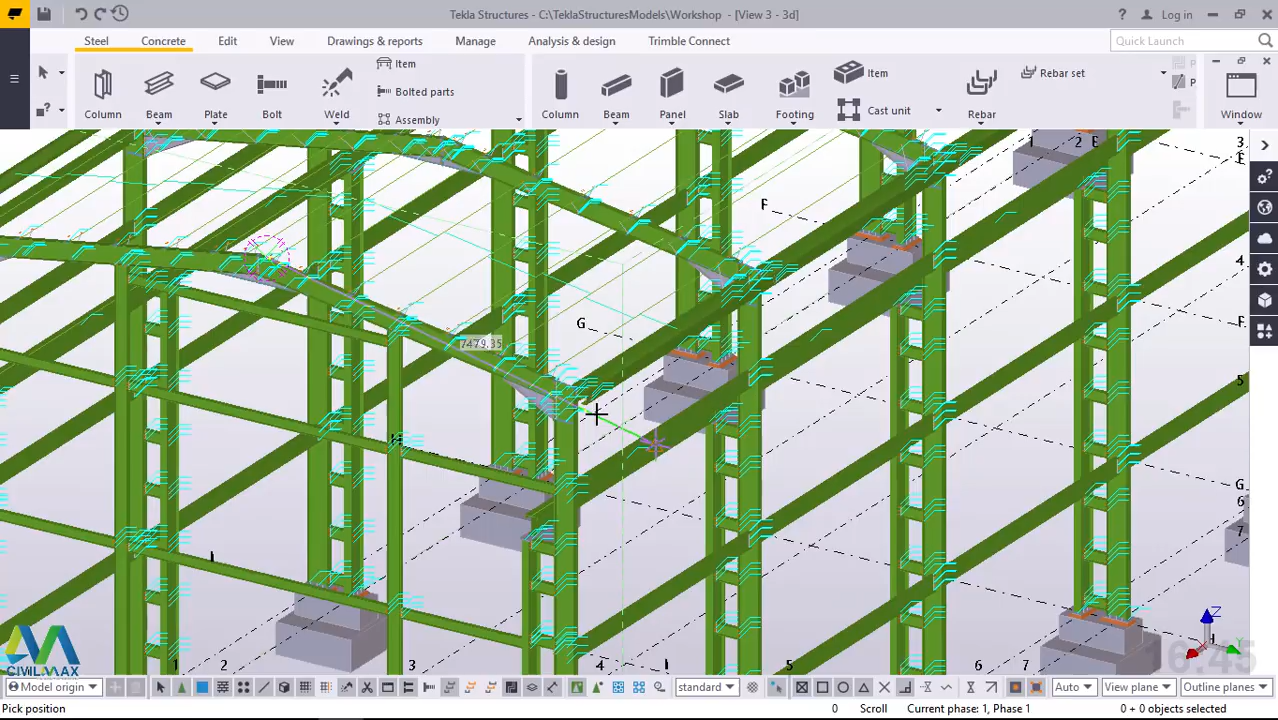 Tekla Structures - C:\TeklaStructuresModels\Workshop - [View 3 - 3d]
Log in
Steel Concrete Edit View Drawings & reports Manage Analysis & design Trimble Connect
Quick Launch
Column Beam Plate Bolt Weld
Item
Bolted parts
Assembly
Column Beam Panel Slab Footing
Item
Cast unit
Rebar
Rebar set
Window
1 2 E
3
E
F
4
G
F
7479.35
5
H
G
6
7
I
1 2 3 4 5 6 7
Z
Y
16:45
CIVILMAX
Model origin
standard
Auto
View plane
Outline planes
Pick position
0 Scroll Current phase: 1, Phase 1 0 + 0 objects selected